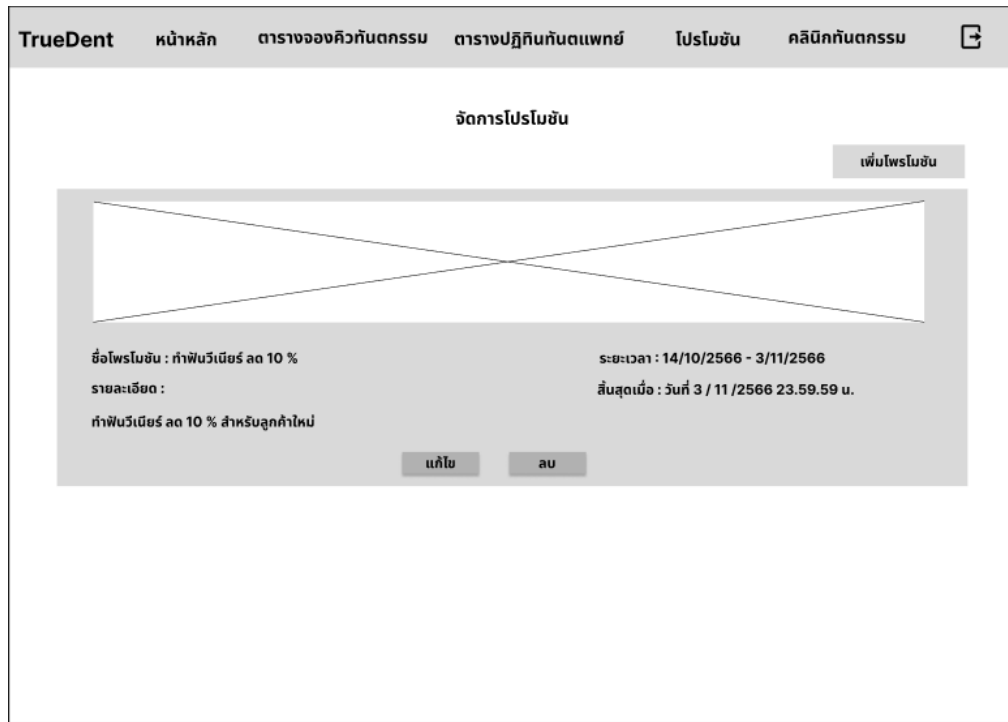 TrueDent หน้าหลัก ตารางจองคิวทันตกรรม ตารางปฏิทินทันตแพทย์ โปรโมชัน คลินิกทันตกรรม
จัดการโปรโมชัน
เพิ่มโพรโมชัน
ชื่อโพรโมชัน : ทำฟันวีเนียร์ ลด 10 %
ระยะเวลา : 14/10/2566 - 3/11/2566
รายละเอียด :
สิ้นสุดเมื่อ : วันที่ 3 / 11 /2566 23.59.59 น.
ทำฟันวีเนียร์ ลด 10 % สำหรับลูกค้าใหม่
แก้ไข ลบ